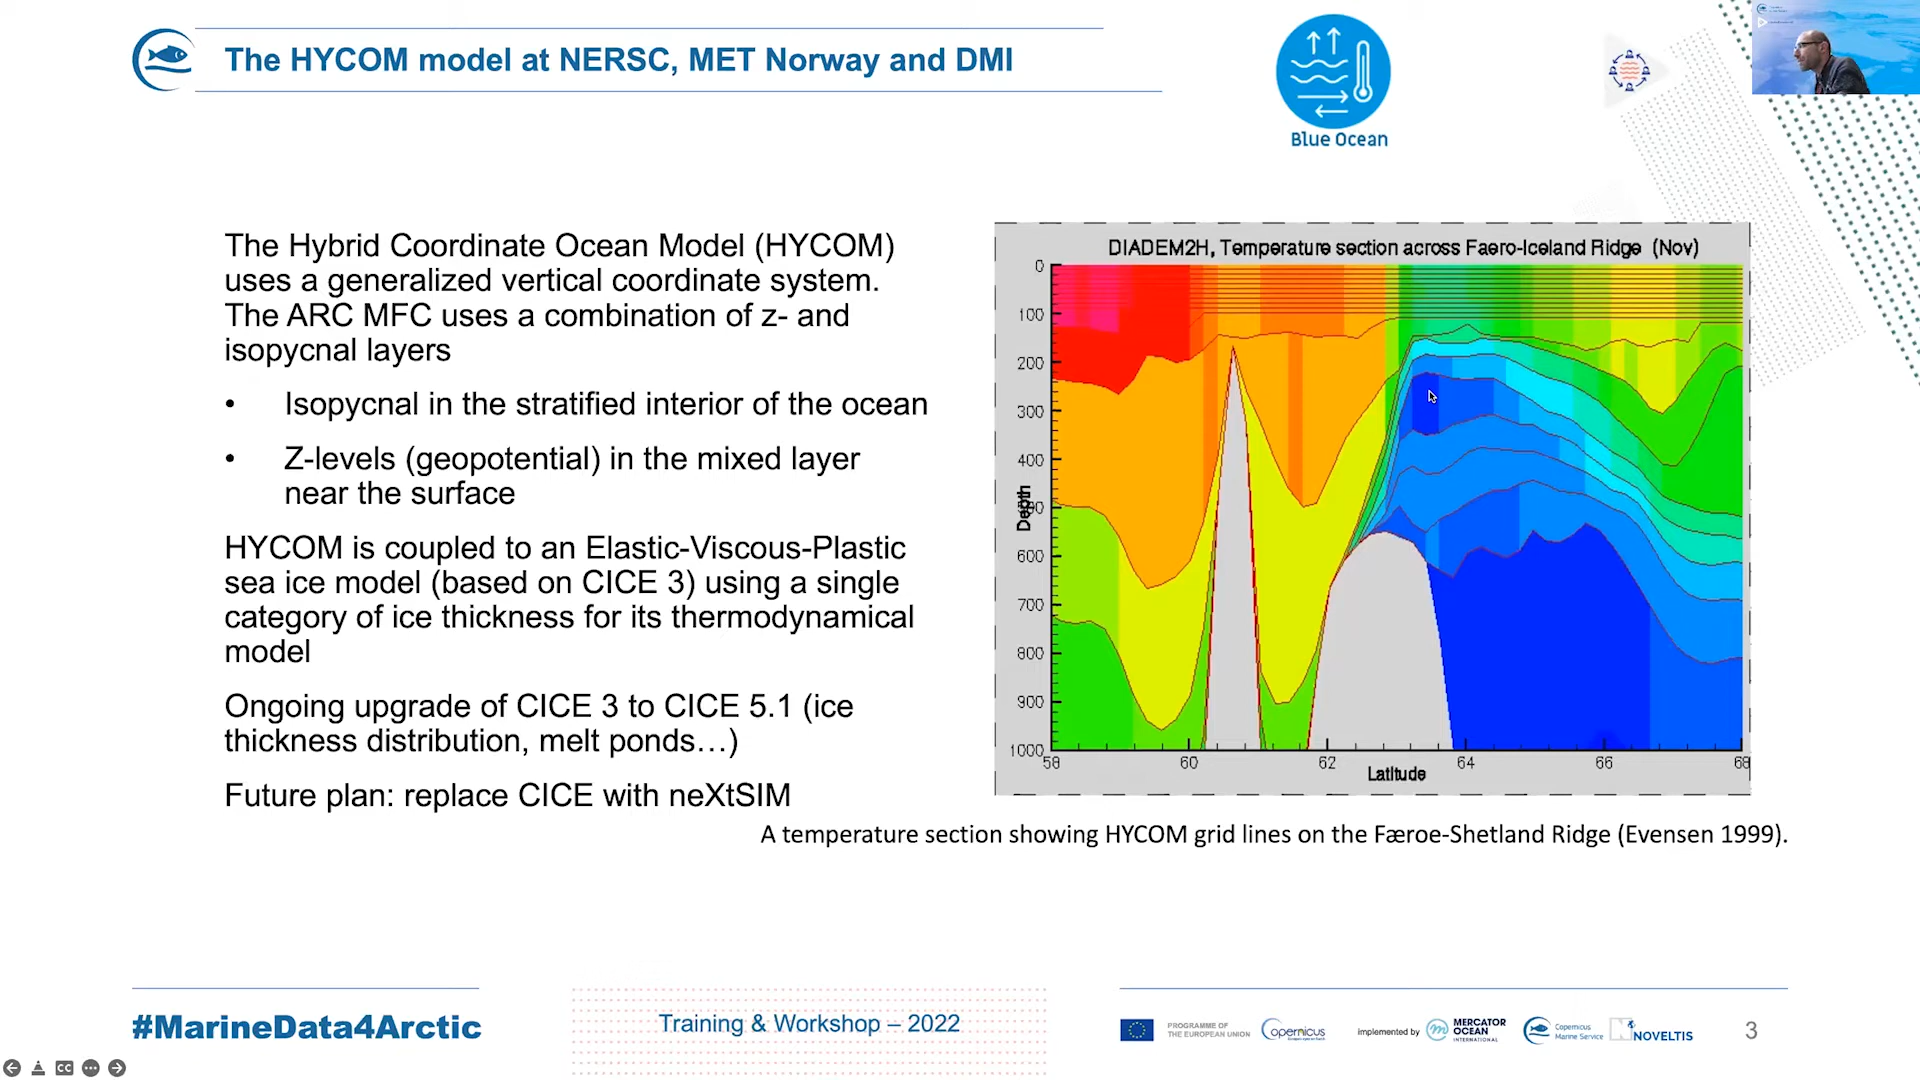 The HYCOM model at NERSC, MET Norway and DMI
Blue Ocean
The Hybrid Coordinate Ocean Model (HYCOM)
uses a generalized vertical coordinate system.
The ARC MFC uses a combination of z- and
isopycnal layers
• Isopycnal in the stratified interior of the ocean
• Z-levels (geopotential) in the mixed layer
near the surface
HYCOM is coupled to an Elastic-Viscous-Plastic
sea ice model (based on CICE 3) using a single
category of ice thickness for its thermodynamical
model
Ongoing upgrade of CICE 3 to CICE 5.1 (ice
thickness distribution, melt ponds…)
Future plan: replace CICE with neXtSIM
DIADEM2H, Temperature section across Faero-Iceland Ridge (Nov)
0
100
200
300
400
600
700
800
900
1000
Depth
58 60 62 64 66 68
Latitude
A temperature section showing HYCOM grid lines on the Færoe-Shetland Ridge (Evensen 1999).
#MarineData4Arctic
Training & Workshop – 2022
PROGRAMME OF
THE EUROPEAN UNION
opernicus
implemented by
MERCATOR
OCEAN
INTERNATIONAL
Copernicus
Marine Service
NOVELTIS
3
CC